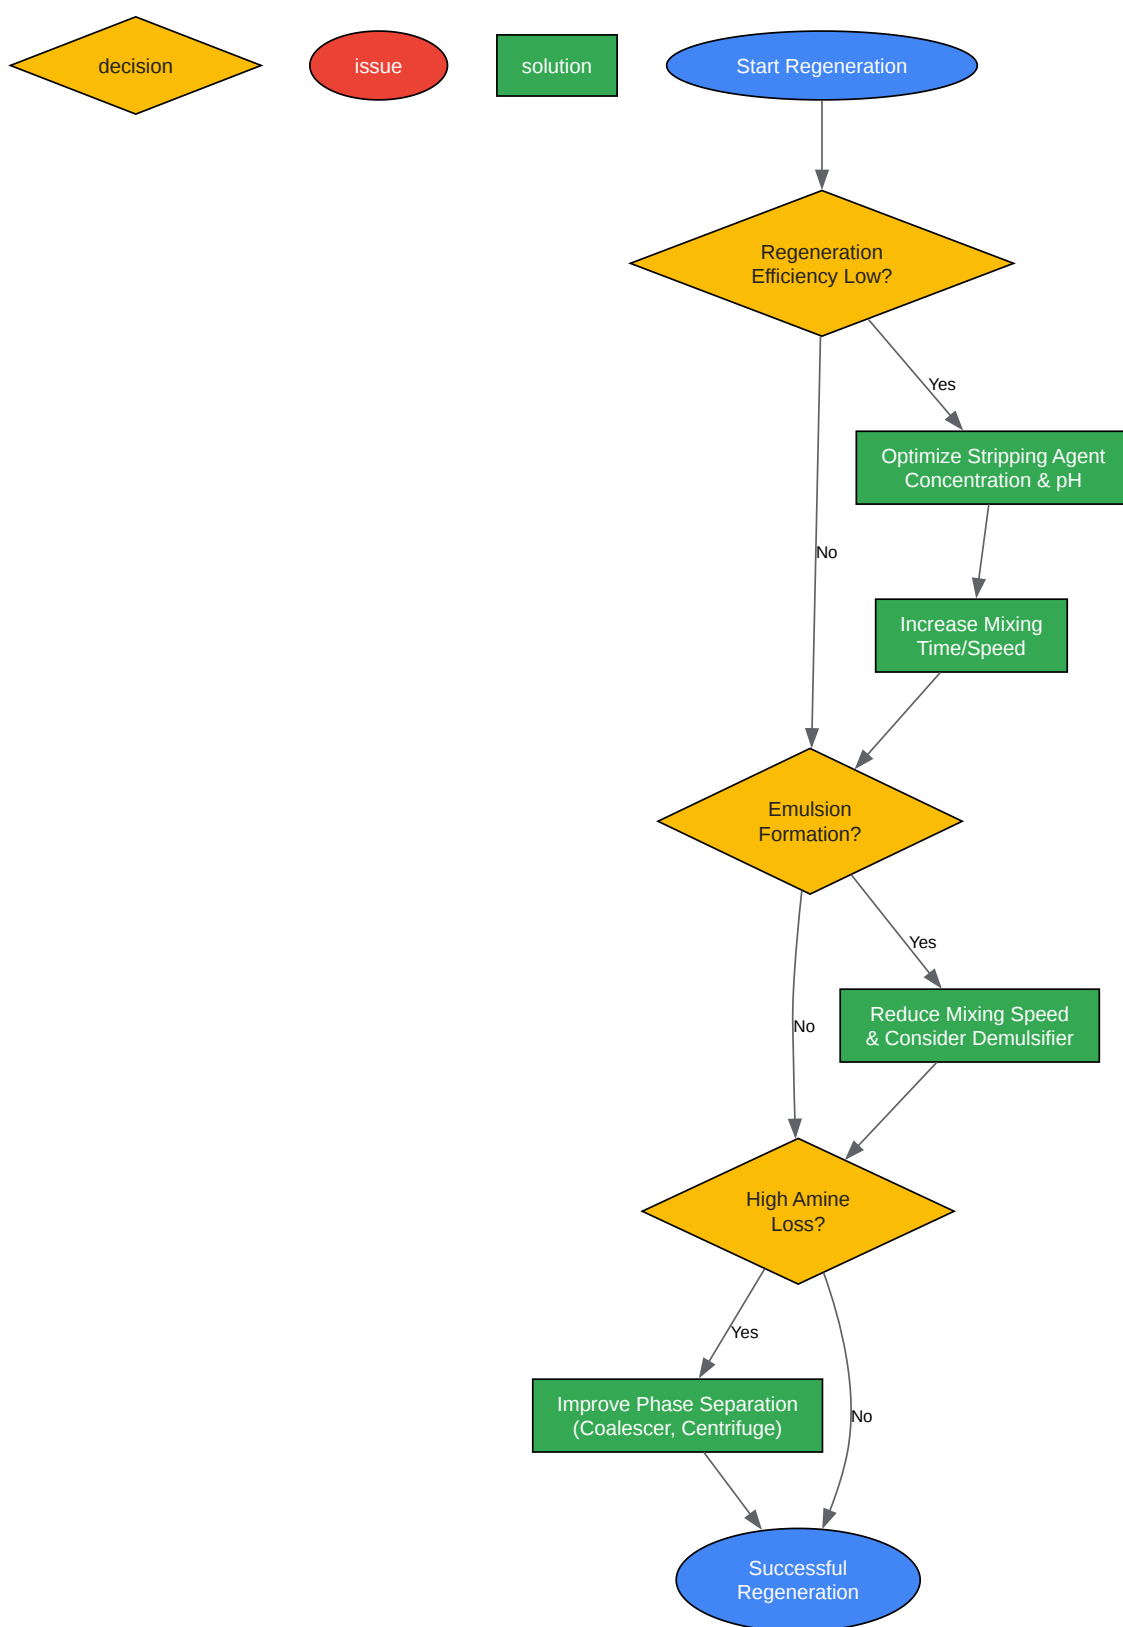 decision
issue
solution
Start Regeneration
Regeneration
Efficiency Low?
Yes
Optimize Stripping Agent
Concentration & pH
No
Increase Mixing
Time/Speed
Emulsion
Formation?
Yes
Reduce Mixing Speed
& Consider Demulsifier
No
High Amine
Loss?
Yes
Improve Phase Separation
(Coalescer, Centrifuge)
No
Successful
Regeneration